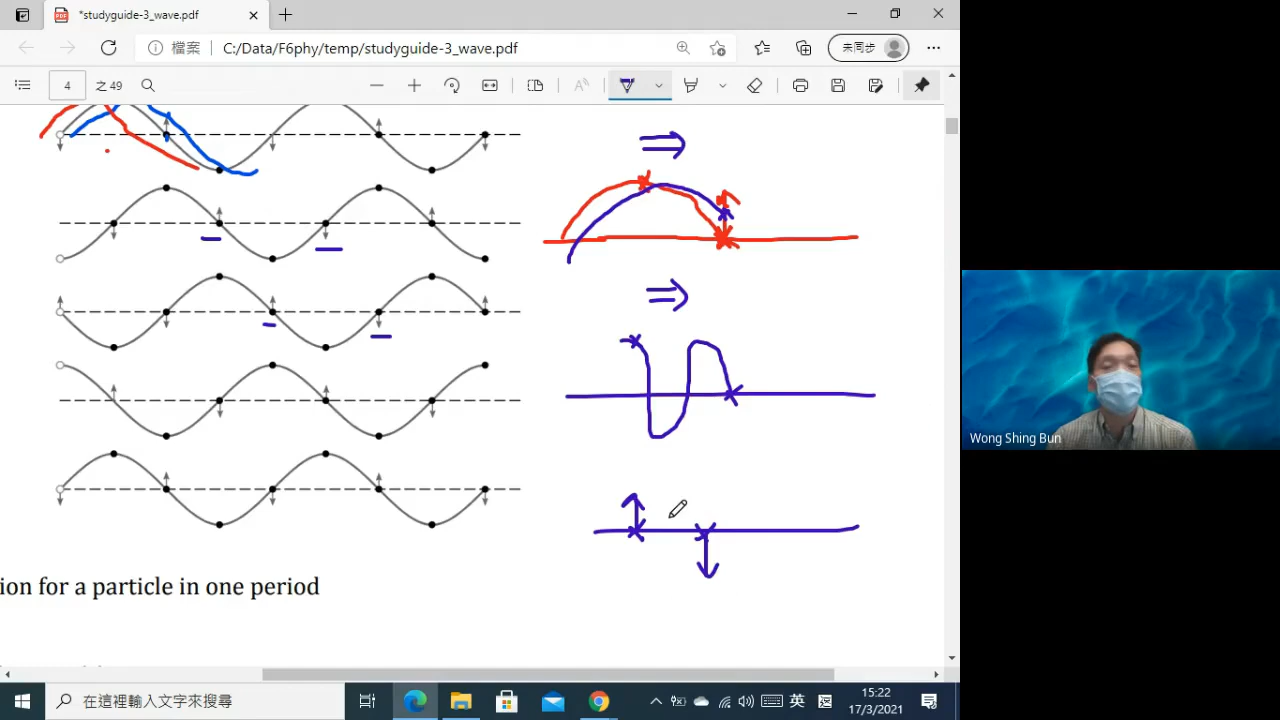 *studyguide-3_wave.pdf
檔案
C:/Data/F6phy/temp/studyguide-3_wave.pdf
未同步
4
之 49
ion for a particle in one period
Wong Shing Bun
在這裡輸入文字來搜尋
英
15:22
17/3/2021